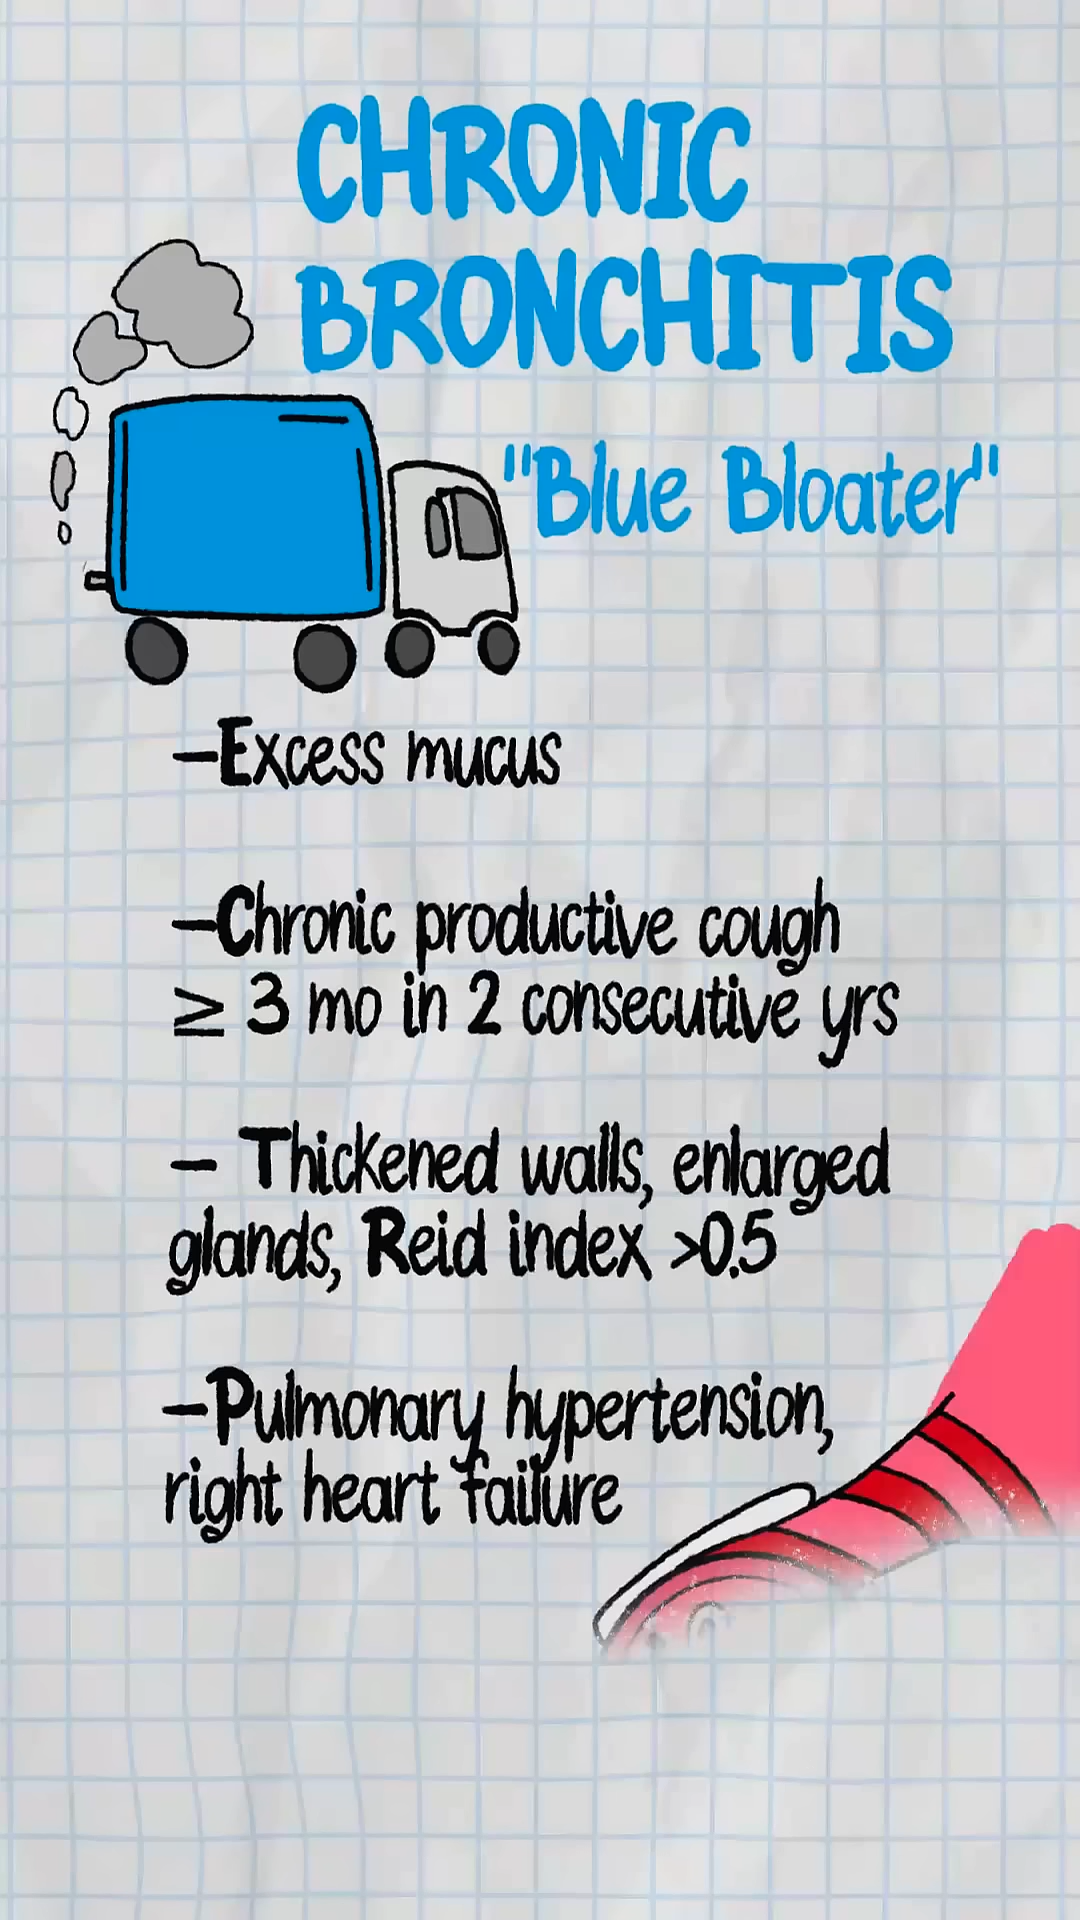 CHRONIC
BRONCHITIS
"Blue Bloater"
—Excess mucus
—Chronic productive cough
≥ 3 mo in 2 consecutive yrs
— Thickened walls, enlarged
glands, Reid index >0.5
—Pulmonary hypertension,
right heart failure